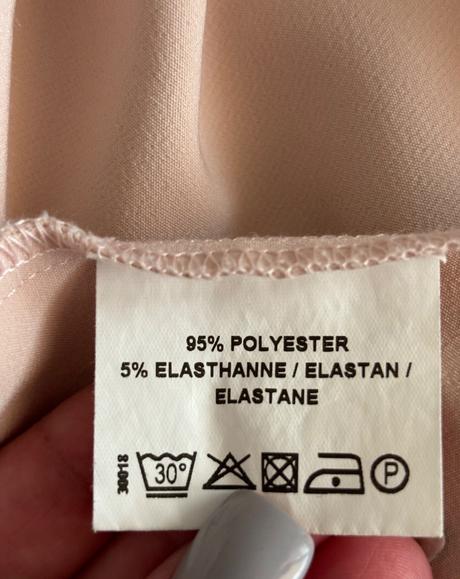 95% POLYESTER
5% ELASTHANNE / ELASTAN /
ELASTANE
30018
30°
P